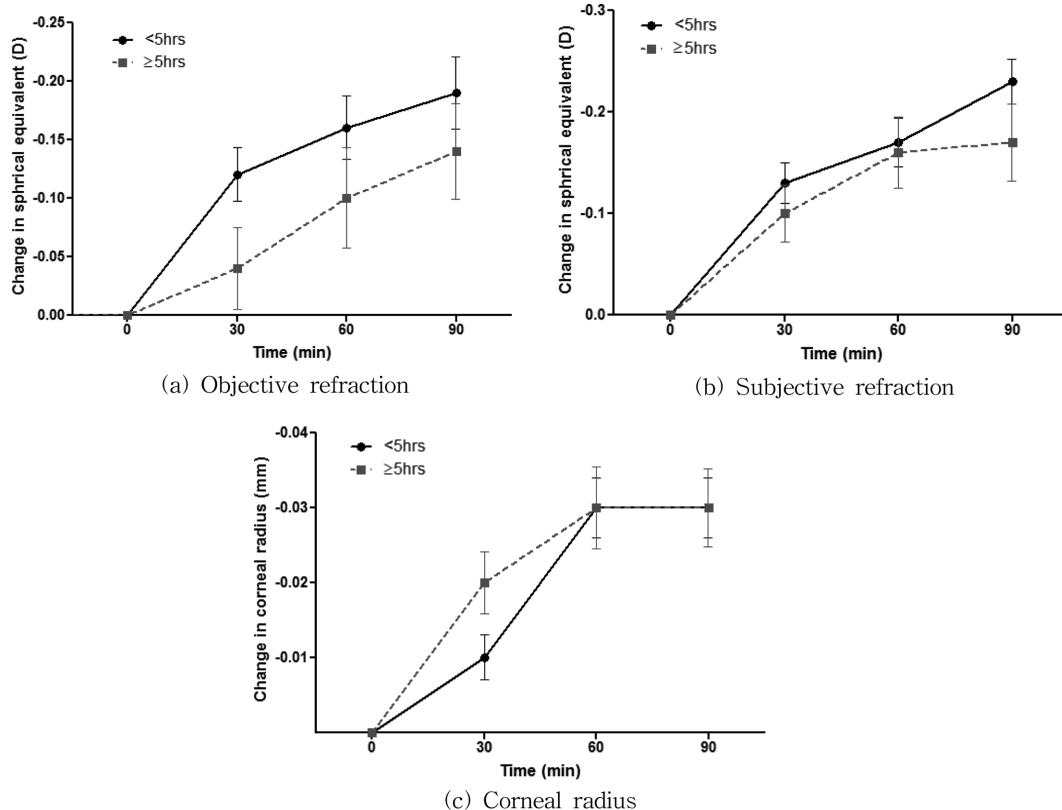 Change in sphrical equivalent (D)
-0.25
-0.20
-0.15
-0.10
-0.05
0.00
<5hrs
≥5hrs
0
30
60
90
Time (min)
(a) Objective refraction
Change in sphrical equivalent (D)
-0.3
-0.2
-0.1
0.0
<5hrs
≥5hrs
0
30
60
90
Time (min)
(b) Subjective refraction
Change in corneal radius (mm)
-0.04
-0.03
-0.02
-0.01
<5hrs
≥5hrs
0
30
60
90
Time (min)
(c) Corneal radius